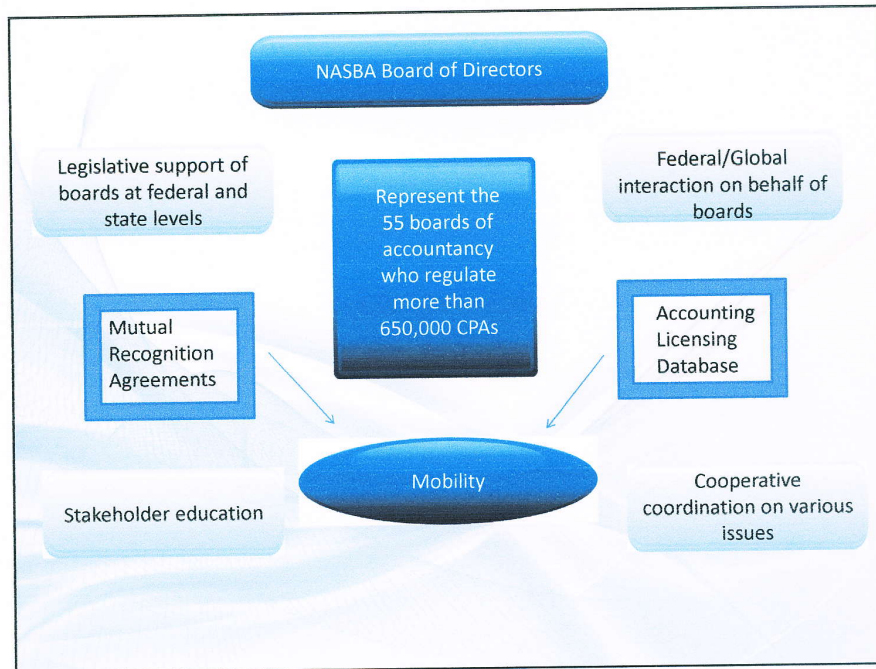 NASBA Board of Directors
Legislative support of
boards at federal and
state levels
Represent the
55 boards of
accountancy
who regulate
more than
650,000 CPAs
Federal/Global
interaction on behalf of
boards
Mutual
Recognition
Agreements
Accounting
Licensing
Database
Mobility
Stakeholder education
Cooperative
coordination on various
issues